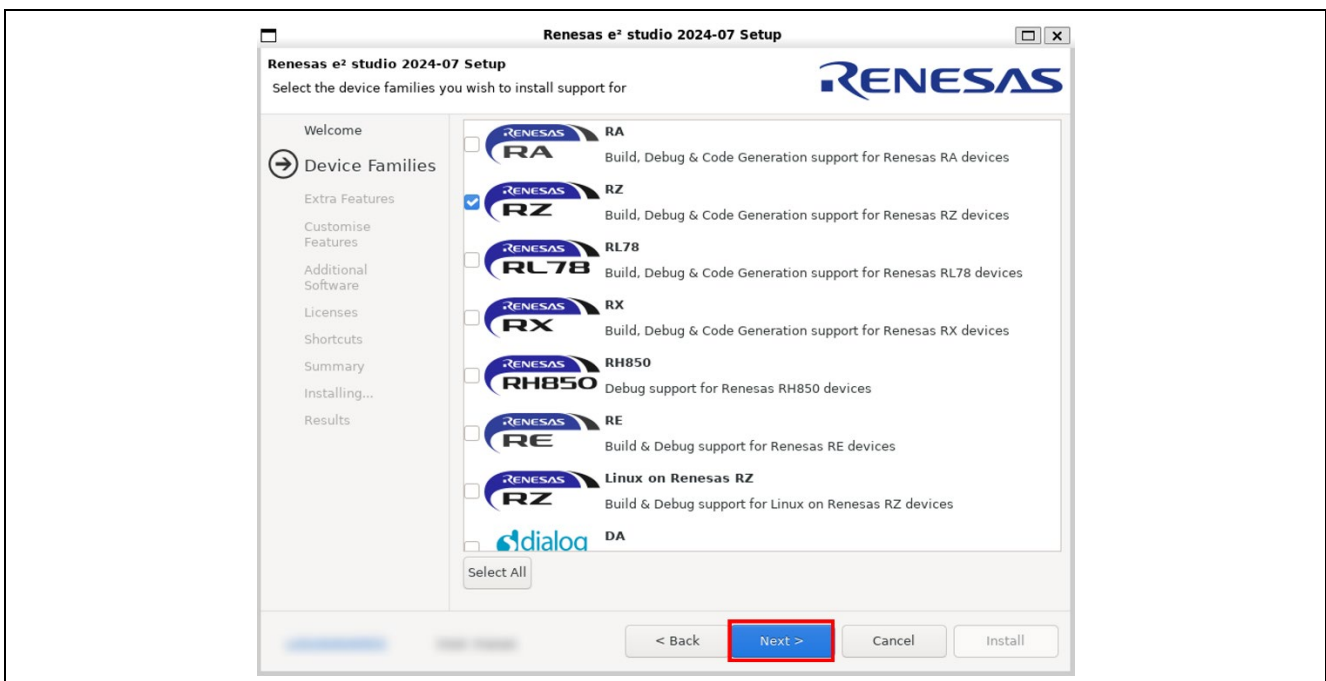 Renesas e² studio 2024-07 Setup
Renesas e² studio 2024-07 Setup
Select the device families you wish to install support for
RENESAS
Welcome
Device Families
Extra Features
Customise
Features
Additional
Software
Licenses
Shortcuts
Summary
Installing...
Results
RENESAS
RA
RA
Build, Debug & Code Generation support for Renesas RA devices
RENESAS
RZ
RZ
Build, Debug & Code Generation support for Renesas RZ devices
RENESAS
RL78
RL78
Build, Debug & Code Generation support for Renesas RL78 devices
RENESAS
RX
RX
Build, Debug & Code Generation support for Renesas RX devices
RENESAS
RH850
RH850
Debug support for Renesas RH850 devices
RENESAS
RE
RE
Build & Debug support for Renesas RE devices
RENESAS
RZ
Linux on Renesas RZ
Build & Debug support for Linux on Renesas RZ devices
dialog
DA
Select All
< Back
Next >
Cancel
Install